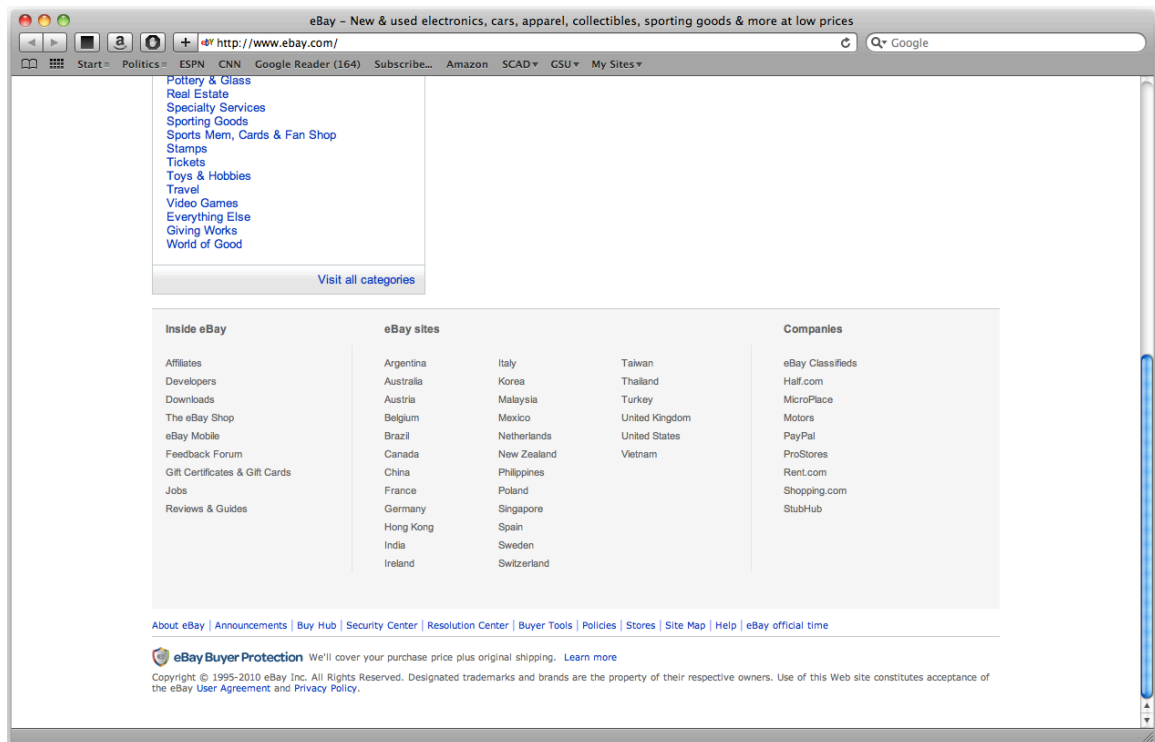 eBay – New & used electronics, cars, apparel, collectibles, sporting goods & more at low prices
http://www.ebay.com/
Google
Start Politics ESPN CNN Google Reader (164) Subscribe... Amazon SCAD GSU My Sites
Pottery & Glass
Real Estate
Specialty Services
Sporting Goods
Sports Mem, Cards & Fan Shop
Stamps
Tickets
Toys & Hobbies
Travel
Video Games
Everything Else
Giving Works
World of Good
Visit all categories
Inside eBay
Affiliates
Developers
Downloads
The eBay Shop
eBay Mobile
Feedback Forum
Gift Certificates & Gift Cards
Jobs
Reviews & Guides
eBay sites
Argentina
Australia
Austria
Belgium
Brazil
Canada
China
France
Germany
Hong Kong
India
Ireland
Italy
Korea
Malaysia
Mexico
Netherlands
New Zealand
Philippines
Poland
Singapore
Spain
Sweden
Switzerland
Taiwan
Thailand
Turkey
United Kingdom
United States
Vietnam
Companies
eBay Classifieds
Half.com
MicroPlace
Motors
PayPal
ProStores
Rent.com
Shopping.com
StubHub
About eBay | Announcements | Buy Hub | Security Center | Resolution Center | Buyer Tools | Policies | Stores | Site Map | Help | eBay official time
eBay Buyer Protection We'll cover your purchase price plus original shipping. Learn more
Copyright © 1995-2010 eBay Inc. All Rights Reserved. Designated trademarks and brands are the property of their respective owners. Use of this Web site constitutes acceptance of
the eBay User Agreement and Privacy Policy.